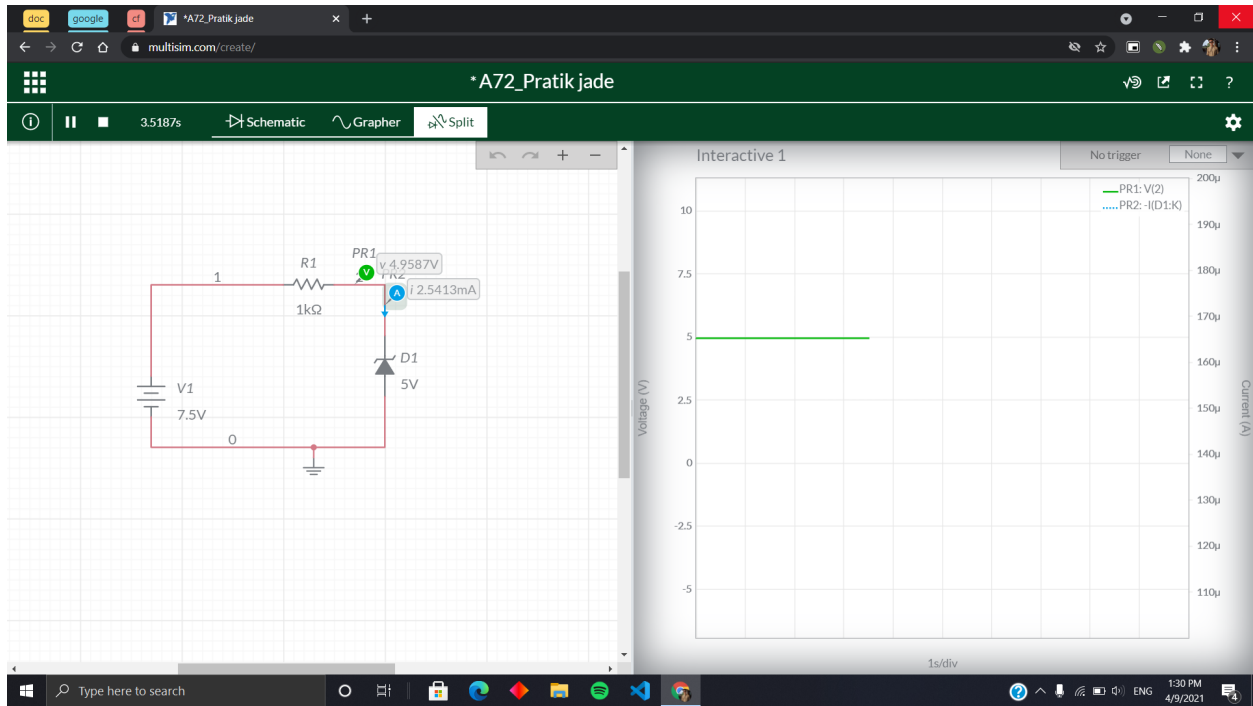 doc google cf *A72_Pratik jade
multisim.com/create/
*A72_Pratik jade
3.5187s Schematic Grapher Split
Interactive 1 No trigger None
PR1: V(2)
PR2: -I(D1:K)
200µ
190µ
180µ
170µ
160µ
150µ
140µ
130µ
120µ
110µ
Current (A)
10
7.5
5
2.5
0
-2.5
-5
Voltage (V)
1s/div
PR1
v 4.9587V
PR2
i 2.5413mA
R1
1
1kΩ
D1
5V
V1
7.5V
0
Type here to search
ENG
1:30 PM
4/9/2021
4